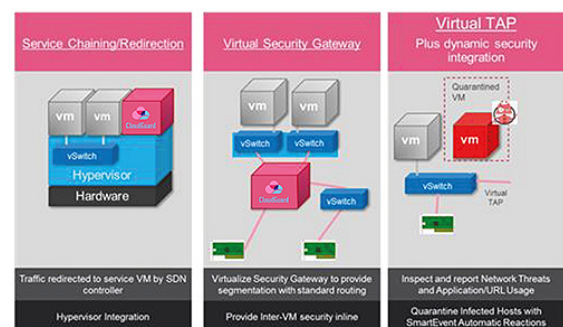 Service Chaining/Redirection
vm
vm
CloudGuard
vSwitch
Hypervisor
Hardware
Traffic redirected to service VM by SDN
controller
Hypervisor Integration
Virtual Security Gateway
vm
vm
vSwitch
vSwitch
CloudGuard
vSwitch
Virtualize Security Gateway to provide
segmentation with standard routing
Provide Inter-VM security inline
Virtual TAP
Plus dynamic security
integration
Quarantined
VM
vm
vm
vSwitch
Virtual
TAP
Inspect and report Network Threats
and Application/URL Usage
Quarantine Infected Hosts with
SmartEvent Automatic Reactions